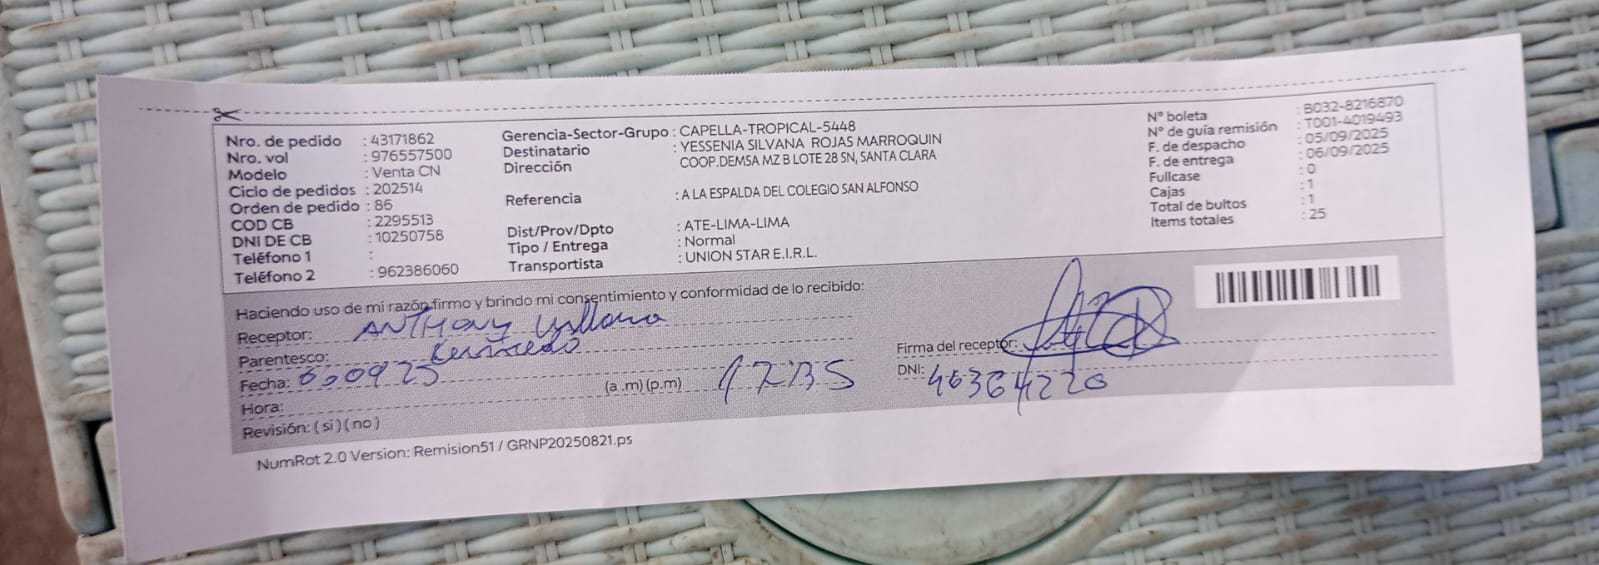 Nro. de pedido : 43171862
Nro. vol : 976557500
Modelo : Venta CN
Ciclo de pedidos : 202514
Orden de pedido : 86
COD CB : 2295513
DNI DE CB : 10250758
Teléfono 1 :
Teléfono 2 : 962386060
Gerencia-Sector-Grupo : CAPELLA-TROPICAL-5448
Destinatario : YESSENIA SILVANA ROJAS MARROQUIN
Dirección COOP.DEMSA MZ B LOTE 28 SN, SANTA CLARA
Referencia : A LA ESPALDA DEL COLEGIO SAN ALFONSO
Dist/Prov/Dpto : ATE-LIMA-LIMA
Tipo / Entrega : Normal
Transportista : UNION STAR E.I.R.L.
N° boleta : B032-8216870
N° de guía remisión : T001-4019493
F. de despacho : 05/09/2025
F. de entrega : 06/09/2025
Fullcase : 0
Cajas : 1
Total de bultos : 1
Items totales : 25
Haciendo uso de mi razón firmo y brindo mi consentimiento y conformidad de lo recibido:
Receptor: ANTHONY
Parentesco:
Fecha:
Hora: (a .m) (p.m)
Revisión: ( si ) ( no )
Firma del receptor:
DNI: 46364220
NumRot 2.0 Version: Remision51 / GRNP20250821.ps